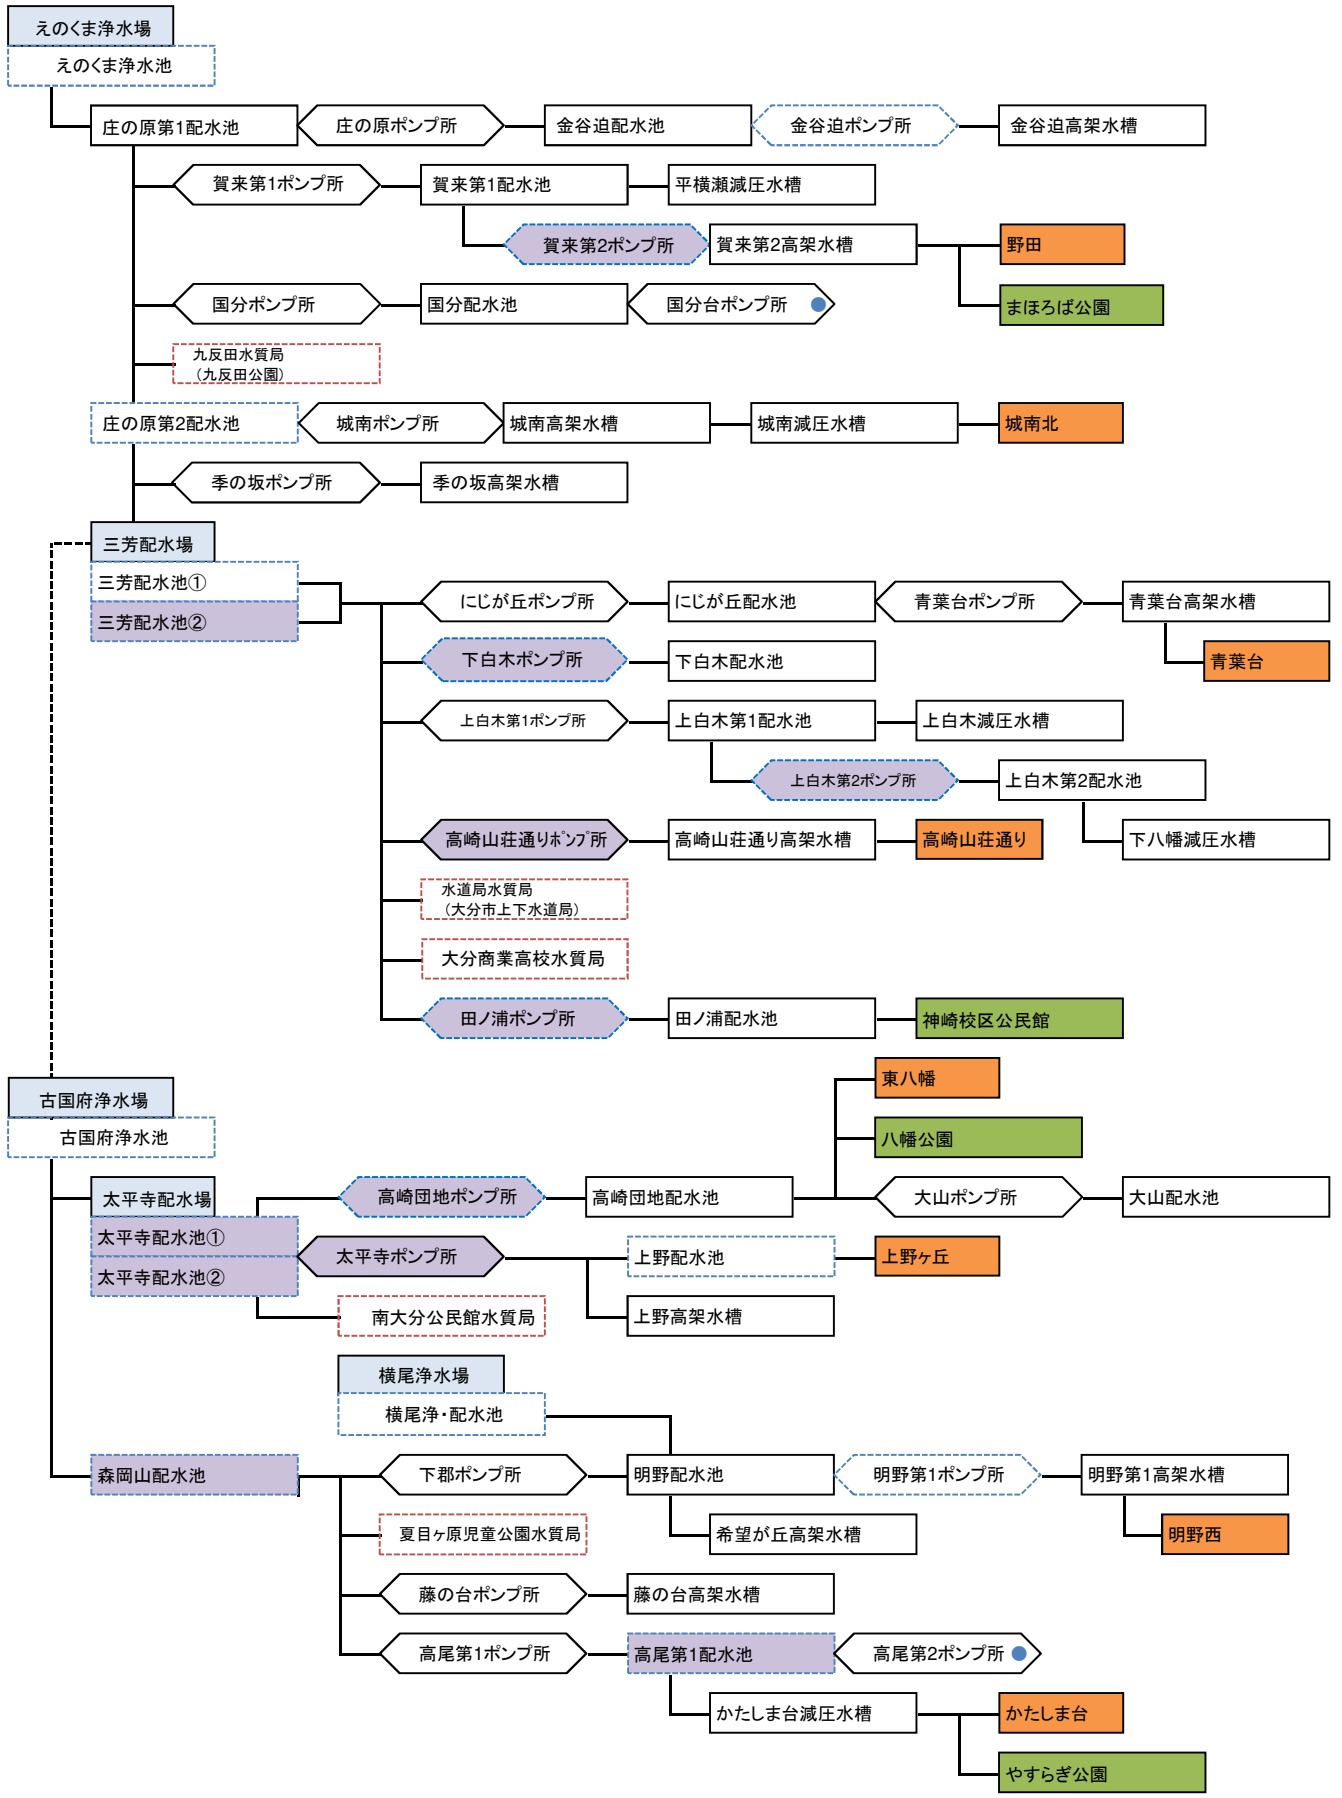 えのくま浄水場
えのくま浄水池
庄の原第1配水池
庄の原ポンプ所
金谷迫配水池
金谷迫ポンプ所
金谷迫高架水槽
賀来第1ポンプ所
賀来第1配水池
平横瀬減圧水槽
賀来第2ポンプ所
賀来第2高架水槽
野田
まほろば公園
国分ポンプ所
国分配水池
国分台ポンプ所
九反田水質局
（九反田公園）
庄の原第2配水池
城南ポンプ所
城南高架水槽
城南減圧水槽
城南北
季の坂ポンプ所
季の坂高架水槽
三芳配水場
三芳配水池①
三芳配水池②
にじが丘ポンプ所
にじが丘配水池
青葉台ポンプ所
青葉台高架水槽
青葉台
下白木ポンプ所
下白木配水池
上白木第1ポンプ所
上白木第1配水池
上白木減圧水槽
上白木第2ポンプ所
上白木第2配水池
下八幡減圧水槽
高崎山荘通りﾎﾟﾝﾌﾟ所
高崎山荘通り高架水槽
高崎山荘通り
水道局水質局
（大分市上下水道局）
大分商業高校水質局
田ノ浦ポンプ所
田ノ浦配水池
神崎校区公民館
古国府浄水場
古国府浄水池
東八幡
八幡公園
太平寺配水場
太平寺配水池①
太平寺配水池②
高崎団地ポンプ所
高崎団地配水池
大山ポンプ所
大山配水池
太平寺ポンプ所
上野配水池
上野ヶ丘
上野高架水槽
南大分公民館水質局
横尾浄水場
横尾浄・配水池
森岡山配水池
下郡ポンプ所
明野配水池
明野第1ポンプ所
明野第1高架水槽
明野西
夏目ヶ原児童公園水質局
希望が丘高架水槽
藤の台ポンプ所
藤の台高架水槽
高尾第1ポンプ所
高尾第1配水池
高尾第2ポンプ所
かたしま台減圧水槽
かたしま台
やすらぎ公園